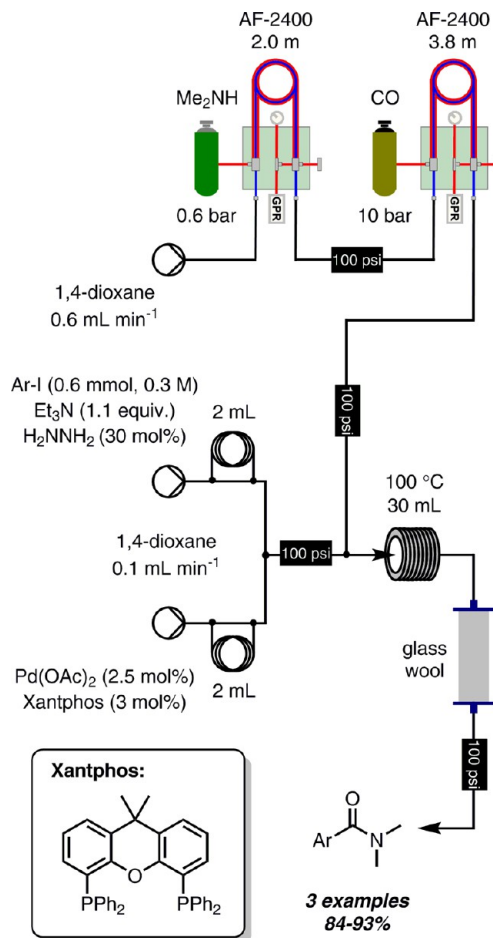 AF-2400
2.0 m
AF-2400
3.8 m
Me₂NH
CO
GPR
GPR
0.6 bar
10 bar
100 psi
1,4-dioxane
0.6 mL min⁻¹
100 psi
Ar-I (0.6 mmol, 0.3 M)
Et₃N (1.1 equiv.)
H₂NNH₂ (30 mol%)
2 mL
100 °C
30 mL
1,4-dioxane
0.1 mL min⁻¹
100 psi
glass
wool
Pd(OAc)₂ (2.5 mol%)
Xantphos (3 mol%)
2 mL
100 psi
Xantphos:
O
PPh₂
PPh₂
O
Ar
N
3 examples
84-93%